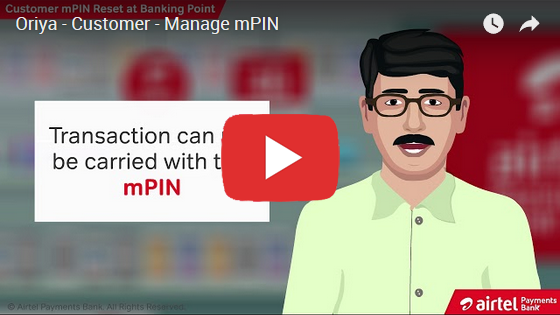 Customer mPIN Reset at Banking Point
Oriya - Customer - Manage mPIN
Transaction can
be carried with
mPIN
airtel
Payments
Bank
© Airtel Payments Bank. All Rights Reserved.